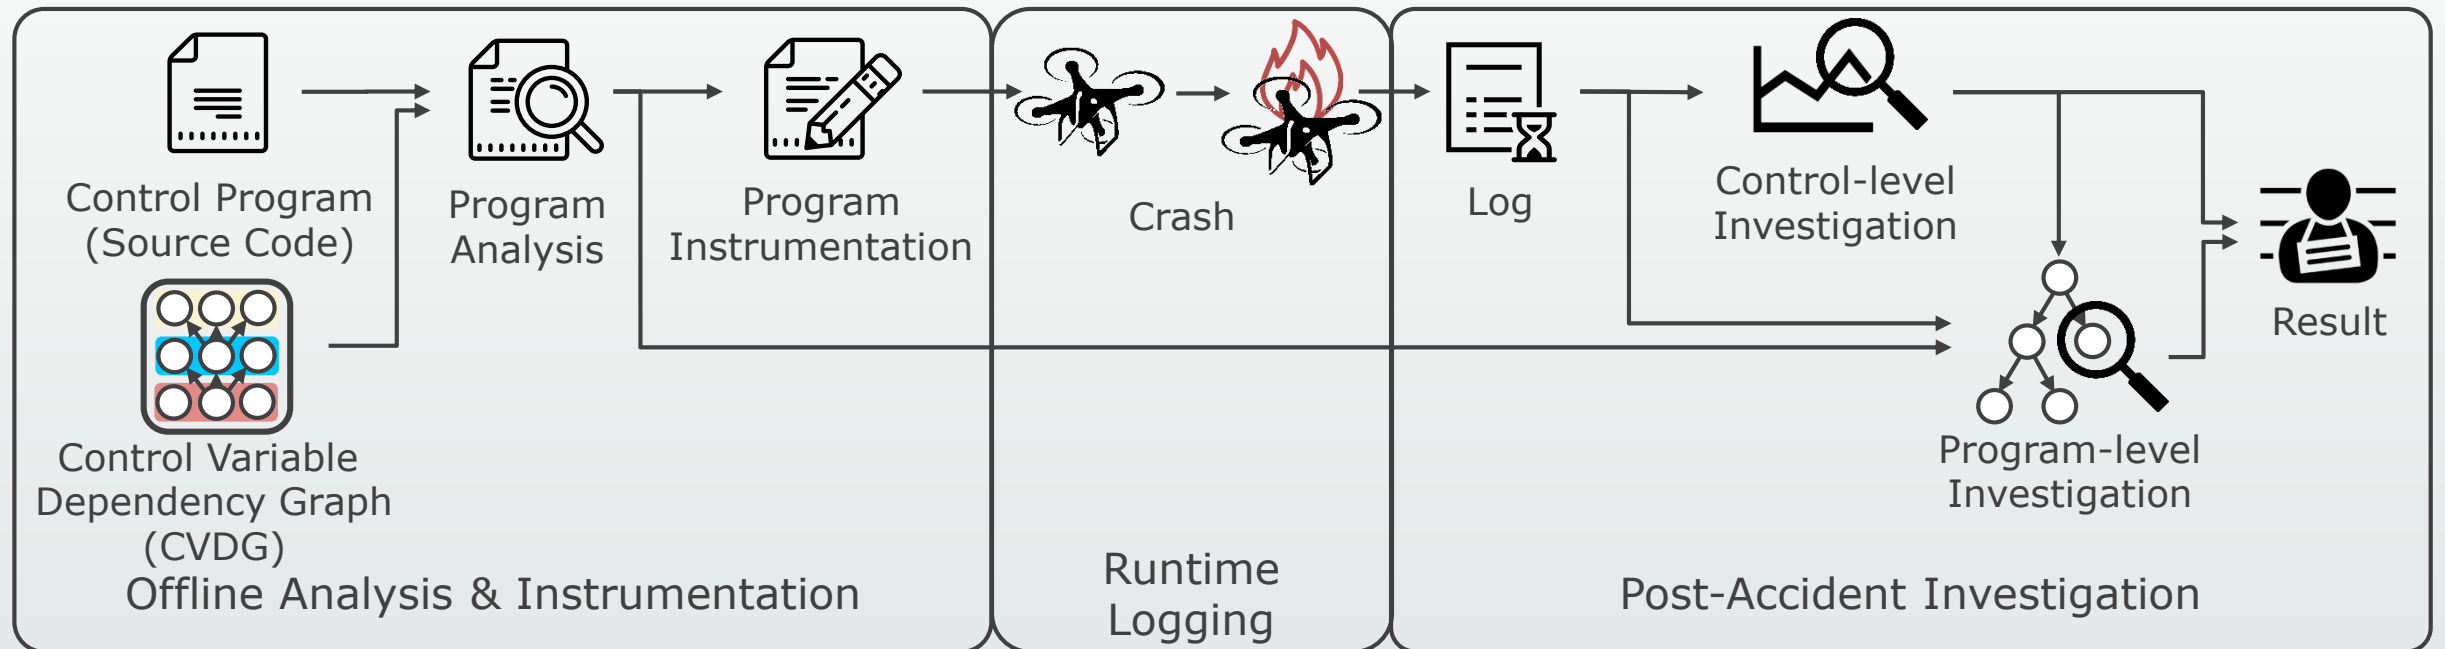 Control Program
(Source Code)
Control Variable
Dependency Graph
(CVDG)
Program
Analysis
Program
Instrumentation
Offline Analysis & Instrumentation
Crash
Runtime
Logging
Log
Control-level
Investigation
Program-level
Investigation
Result
Post-Accident Investigation